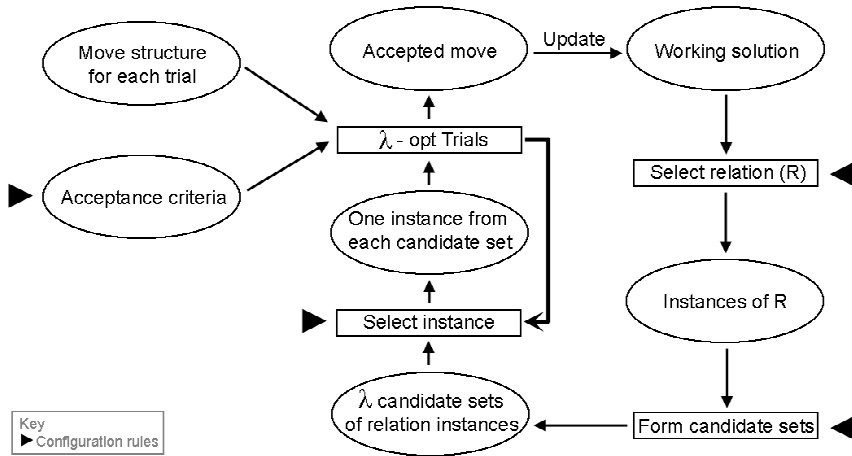 Move structure
for each trial
Accepted move
Update
Working solution
λ - opt Trials
Acceptance criteria
Select relation (R)
One instance from
each candidate set
Instances of R
Select instance
λ candidate sets
of relation instances
Form candidate sets
Key
Configuration rules